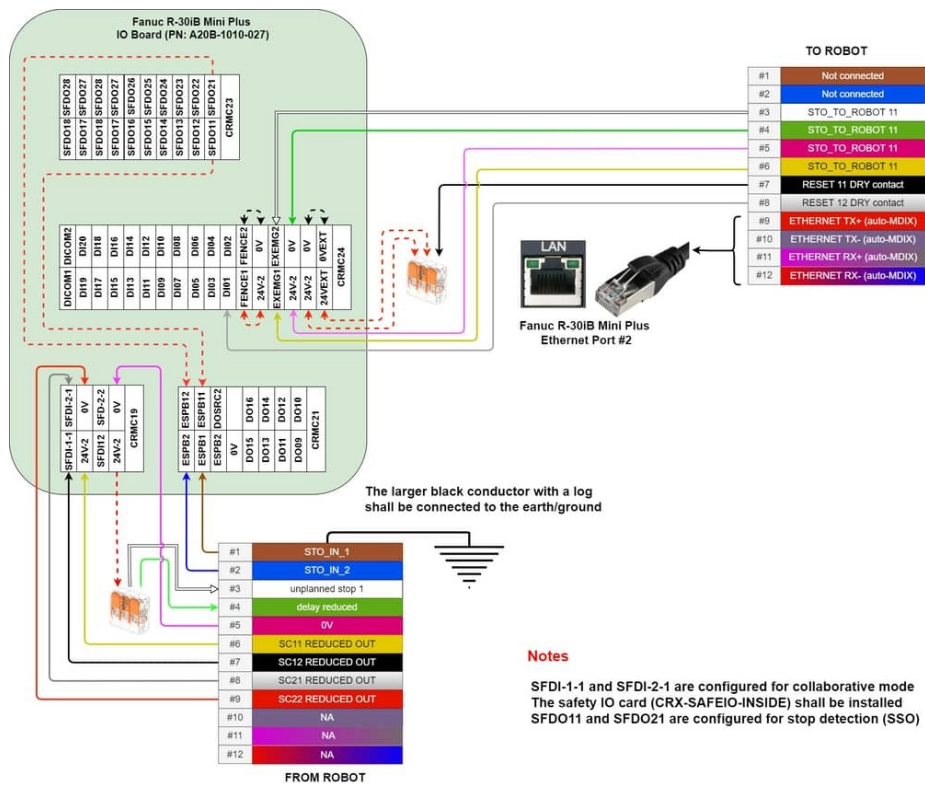 Fanuc R-30iB Mini Plus
IO Board (PN: A20B-1010-027)
SFDO18 SFDO28
SFDO17 SFDO27
SFDO18 SFDO28
SFDO17 SFDO27
SFDO16 SFDO26
SFDO15 SFDO25
SFDO14 SFDO24
SFDO13 SFDO23
SFDO12 SFDO22
SFDO11 SFDO21
CRMC23
DICOM1 DICOM2
DI19 DI20
DI17 DI18
DI15 DI16
DI13 DI14
DI11 DI12
DI09 DI10
DI07 DI08
DI05 DI06
DI03 DI04
DI01 DI02
FENCE1 FENCE2
24V-2 0V
EXEMG1 EXEMG2
24V-2 0V
24V-2 0V
24VEXT 0VEXT
CRMC24
SFDI-1-1 SFDI-2-1
24V-2 0V
SFDI12 SFD-2-2
24V-2 0V
CRMC19
ESPB2 ESPB12
ESPB1 ESPB11
ESPB2 DOSRC2
0V
DO15 DO16
DO13 DO14
DO11 DO12
DO09 DO10
CRMC21
TO ROBOT
#1 Not connected
#2 Not connected
#3 STO_TO_ROBOT 11
#4 STO_TO_ROBOT 11
#5 STO_TO_ROBOT 11
#6 STO_TO_ROBOT 11
#7 RESET 11 DRY contact
#8 RESET 12 DRY contact
#9 ETHERNET TX+ (auto-MDIX)
#10 ETHERNET TX- (auto-MDIX)
#11 ETHERNET RX+ (auto-MDIX)
#12 ETHERNET RX- (auto-MDIX)
LAN
Fanuc R-30iB Mini Plus
Ethernet Port #2
The larger black conductor with a log
shall be connected to the earth/ground
#1 STO_IN_1
#2 STO_IN_2
#3 unplanned stop 1
#4 delay reduced
#5 0V
#6 SC11 REDUCED OUT
#7 SC12 REDUCED OUT
#8 SC21 REDUCED OUT
#9 SC22 REDUCED OUT
#10 NA
#11 NA
#12 NA
FROM ROBOT
Notes
SFDI-1-1 and SFDI-2-1 are configured for collaborative mode
The safety IO card (CRX-SAFEIO-INSIDE) shall be installed
SFDO11 and SFDO21 are configured for stop detection (SSO)